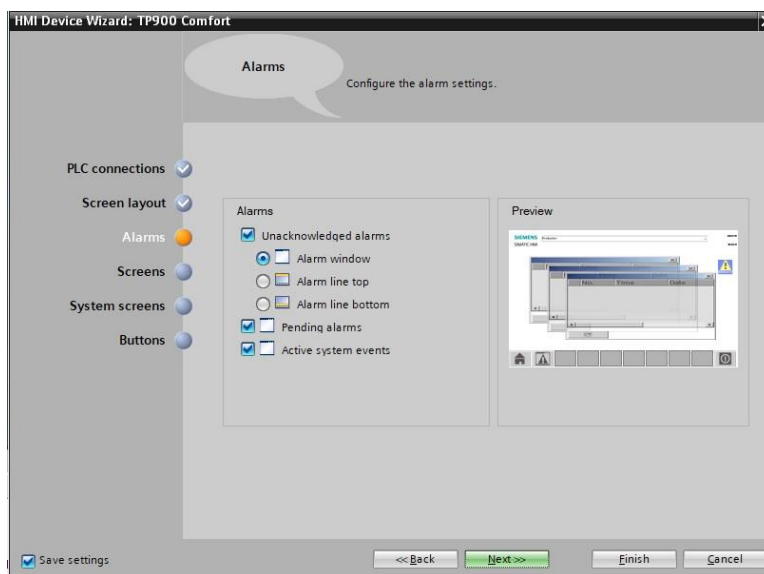 HMI Device Wizard: TP900 Comfort
Alarms
Configure the alarm settings.
PLC connections
Screen layout
Alarms
Screens
System screens
Buttons
Alarms
Unacknowledged alarms
Alarm window
Alarm line top
Alarm line bottom
Pending alarms
Active system events
Preview
SIEMENS
SIMATIC HMI
No. Time Date
Save settings
<< Back
Next >>
Finish
Cancel